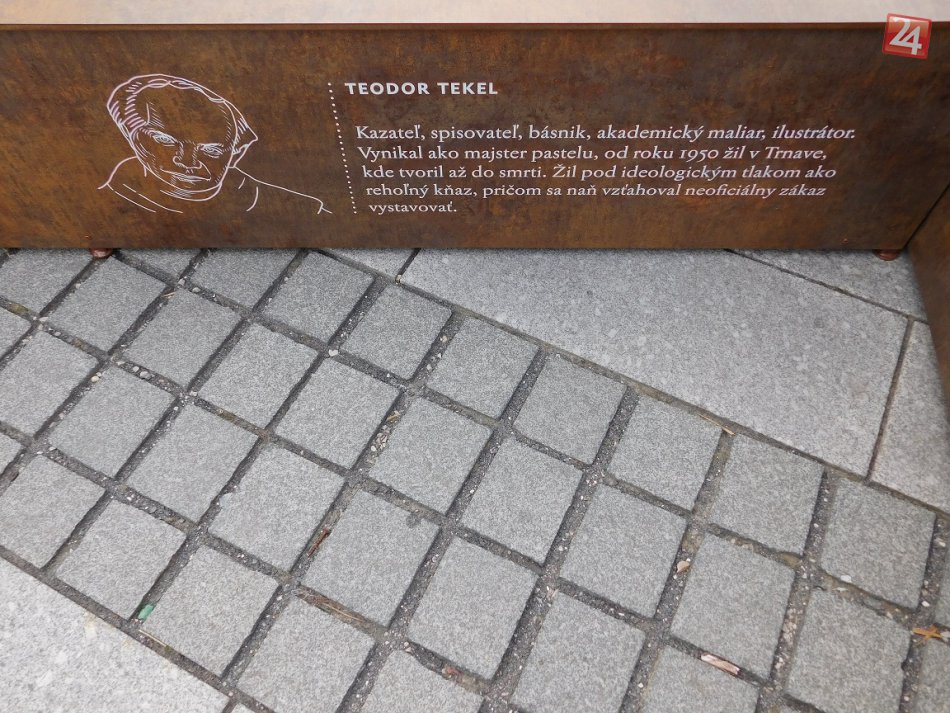 24
TEODOR TEKEL
Kazateľ, spisovateľ, básnik, akademický maliar, ilustrátor.
Vynikal ako majster pastelu, od roku 1950 žil v Trnave,
kde tvoril až do smrti. Žil pod ideologickým tlakom ako
rehoľný kňaz, pričom sa naň vzťahoval neoficiálny zákaz
vystavovať.